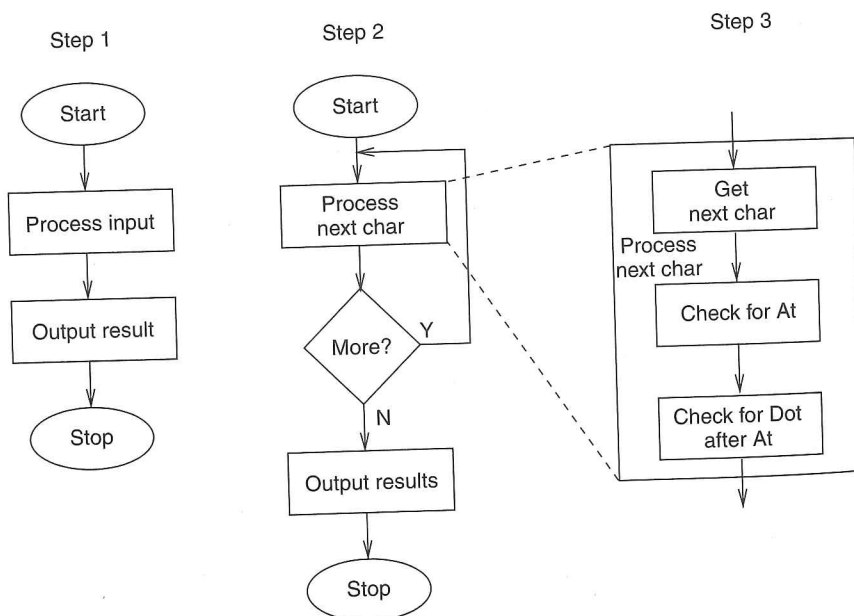 Step 1
Start
Process input
Output result
Stop
Step 2
Start
Process
next char
More?
Y
N
Output results
Stop
Step 3
Get
next char
Process
next char
Check for At
Check for Dot
after At